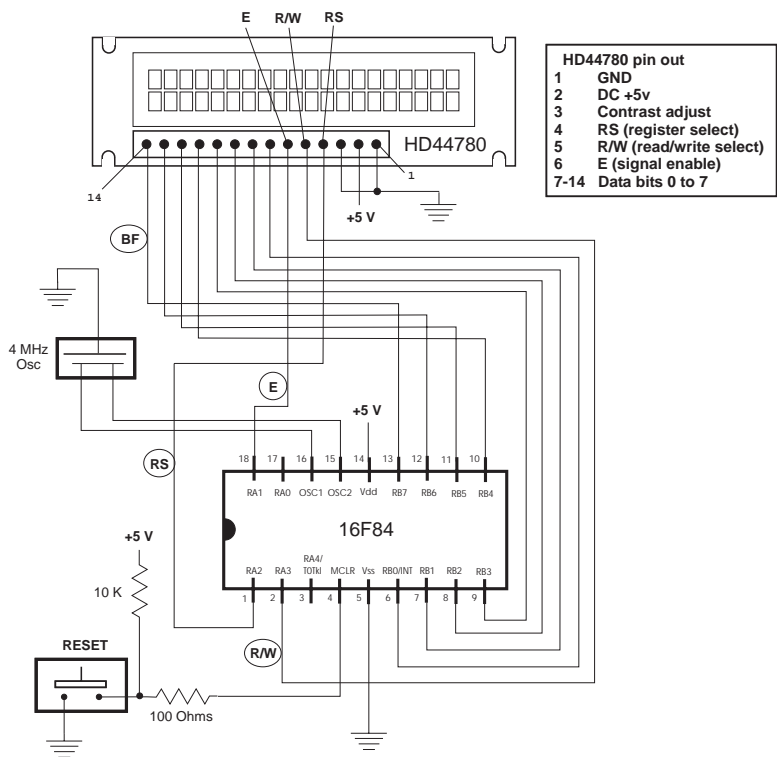 E R/W RS
HD44780 pin out
1 GND
2 DC +5v
3 Contrast adjust
4 RS (register select)
5 R/W (read/write select)
6 E (signal enable)
7-14 Data bits 0 to 7
HD44780
14
1
+5 V
BF
4 MHz
Osc
E
+5 V
RS
18 17 16 15 14 13 12 11 10
RA1 RA0 OSC1 OSC2 Vdd RB7 RB6 RB5 RB4
16F84
+5 V
RA4/
RA2 RA3 TOTkI MCLR Vss RB0/INT RB1 RB2 RB3
1 2 3 4 5 6 7 8 9
10 K
RESET
R/W
100 Ohms